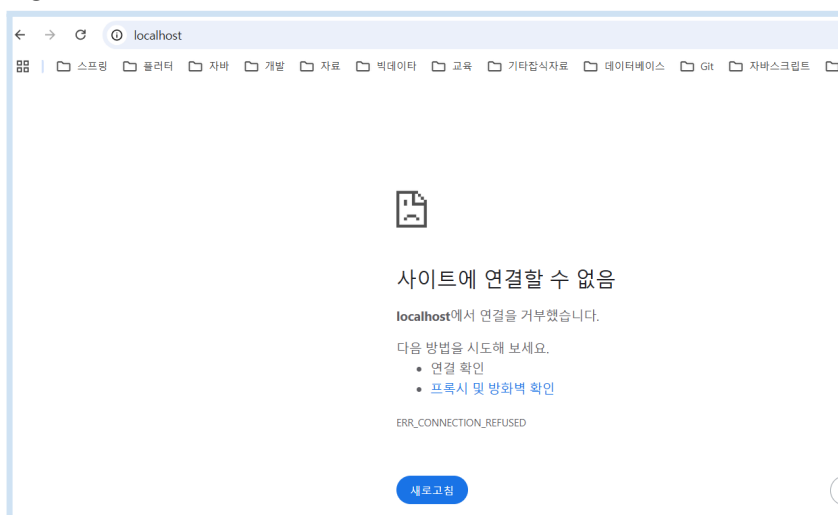 localhost
스프링 플러터 자바 개발 자료 빅데이타 교육 기타잡식자료 데이터베이스 Git 자바스크립트
사이트에 연결할 수 없음
localhost에서 연결을 거부했습니다.
다음 방법을 시도해 보세요.
연결 확인
프록시 및 방화벽 확인
ERR_CONNECTION_REFUSED
새로고침